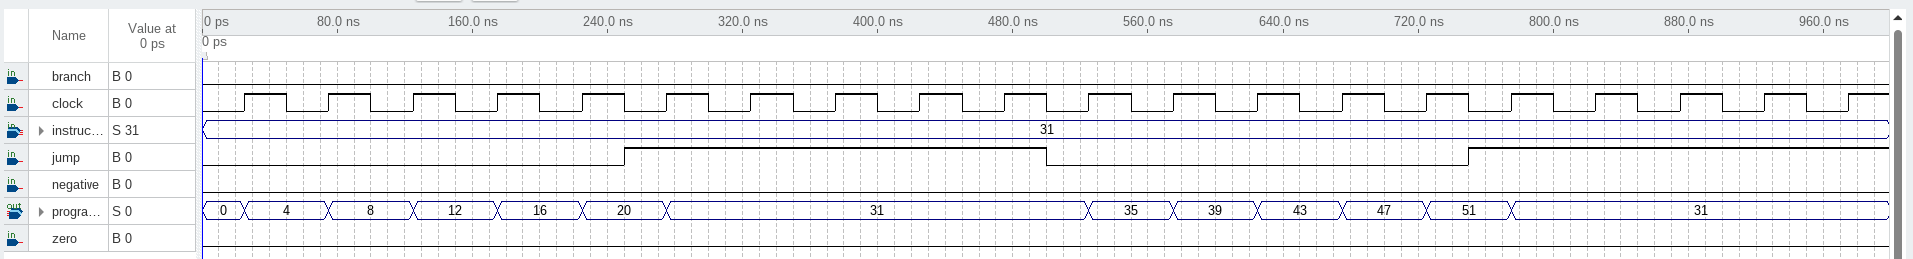 Name
Value at
0 ps
0 ps 80.0 ns 160.0 ns 240.0 ns 320.0 ns 400.0 ns 480.0 ns 560.0 ns 640.0 ns 720.0 ns 800.0 ns 880.0 ns 960.0 ns
0 ps
in branch B 0
in clock B 0
in instruc... S 31 31
in jump B 0
in negative B 0
out progra... S 0 0 4 8 12 16 20 31 35 39 43 47 51 31
in zero B 0